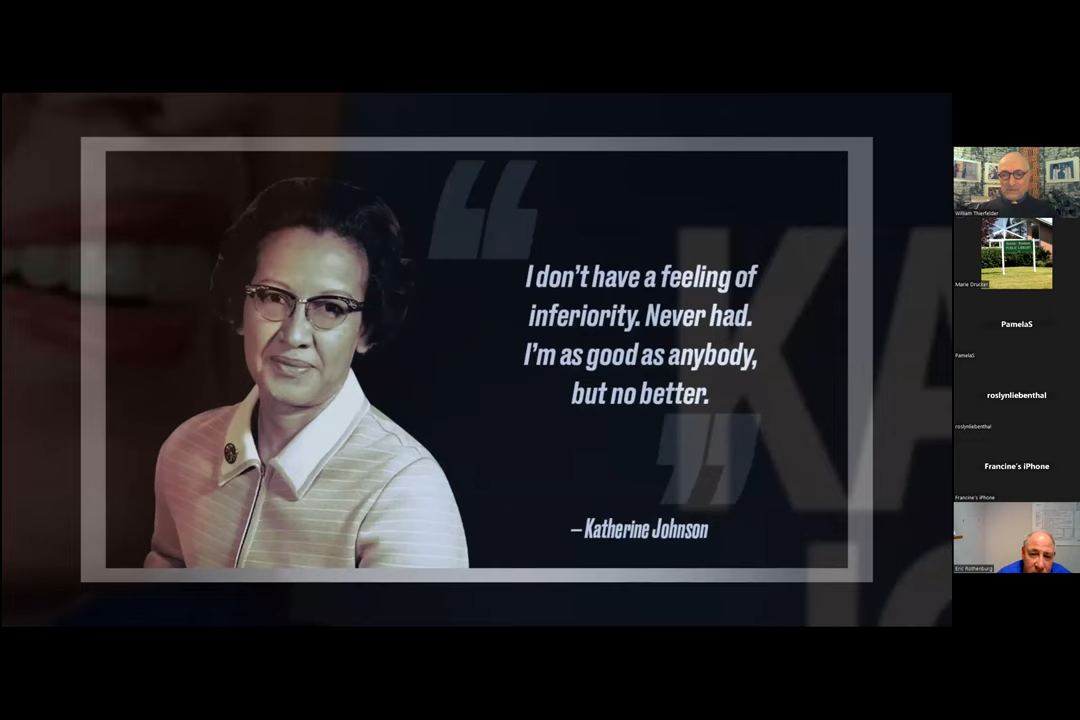 I don't have a feeling of
inferiority. Never had.
I'm as good as anybody,
but no better.
– Katherine Johnson
William Thierfelder
Marie Drucker
PamelaS
PamelaS
roslynliebenthal
roslynliebenthal
Francine's iPhone
Francine's iPhone
Eric Rothenburg
KA